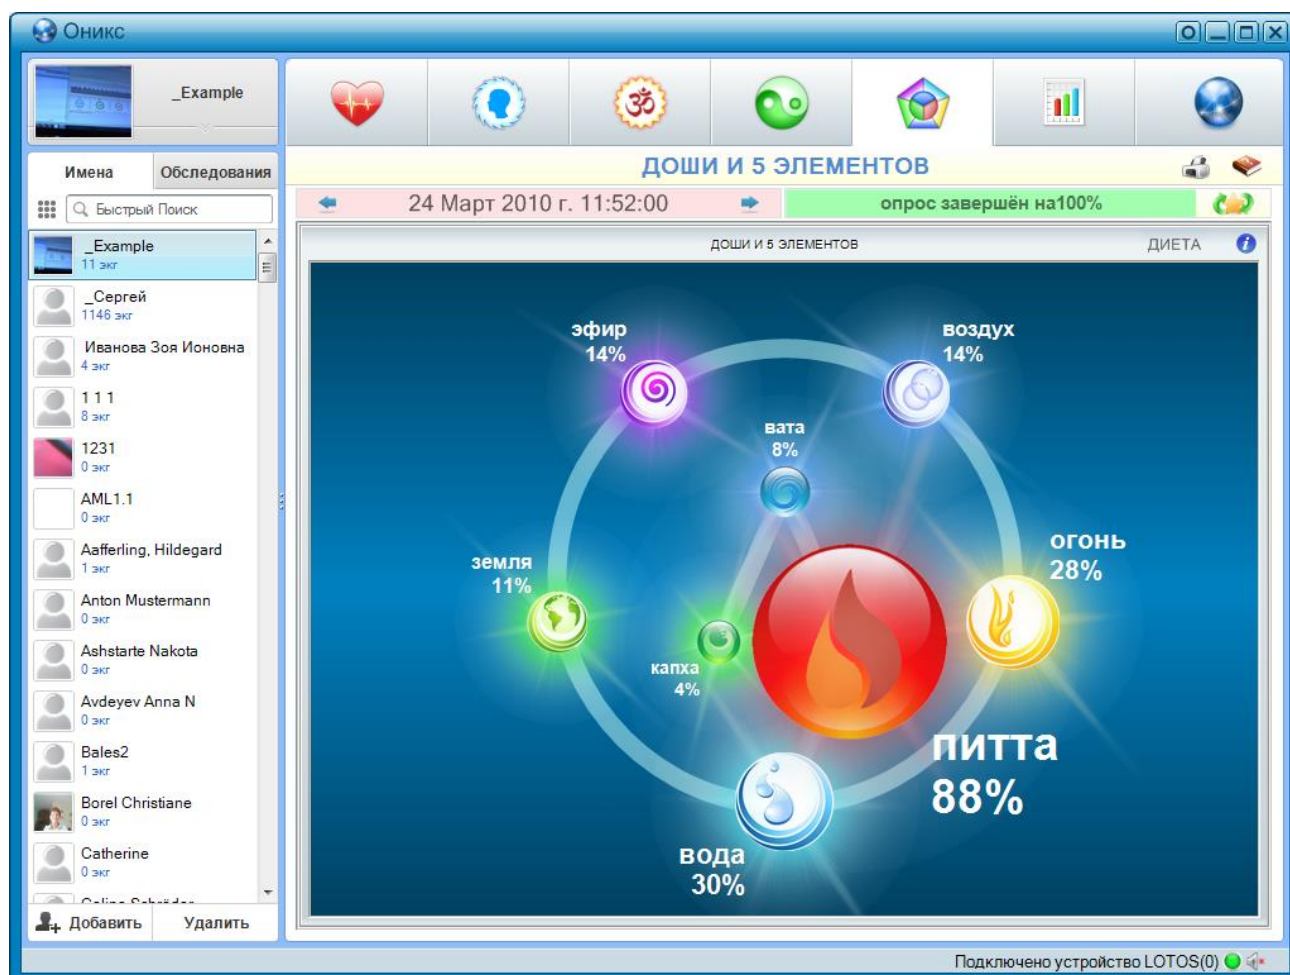 Оникс
_Example
Имена
Обследования
Быстрый Поиск
_Example
11 экг
_Сергей
1146 экг
Иванова Зоя Ионовна
4 экг
1 1 1
8 экг
1231
0 экг
AML1.1
0 экг
Aafferling, Hildegard
1 экг
Anton Mustermann
0 экг
Ashstarte Nakota
0 экг
Avdeyev Anna N
0 экг
Bales2
1 экг
Borel Christiane
0 экг
Catherine
0 экг
Добавить
Удалить
ДОШИ И 5 ЭЛЕМЕНТОВ
24 Март 2010 г. 11:52:00
опрос завершён на100%
ДОШИ И 5 ЭЛЕМЕНТОВ
ДИЕТА
эфир
14%
воздух
14%
вата
8%
огонь
28%
земля
11%
капха
4%
питта
88%
вода
30%
Подключено устройство LOTOS(0)